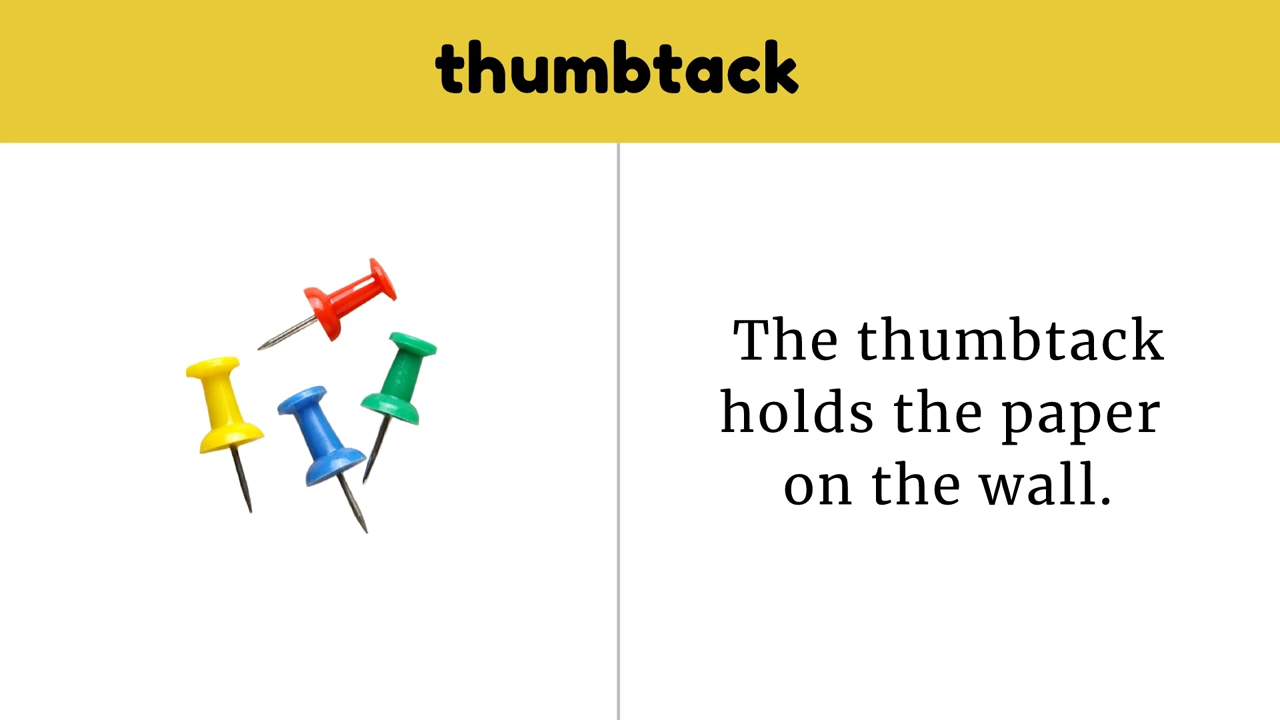 thumbtack
The thumbtack
holds the paper
on the wall.